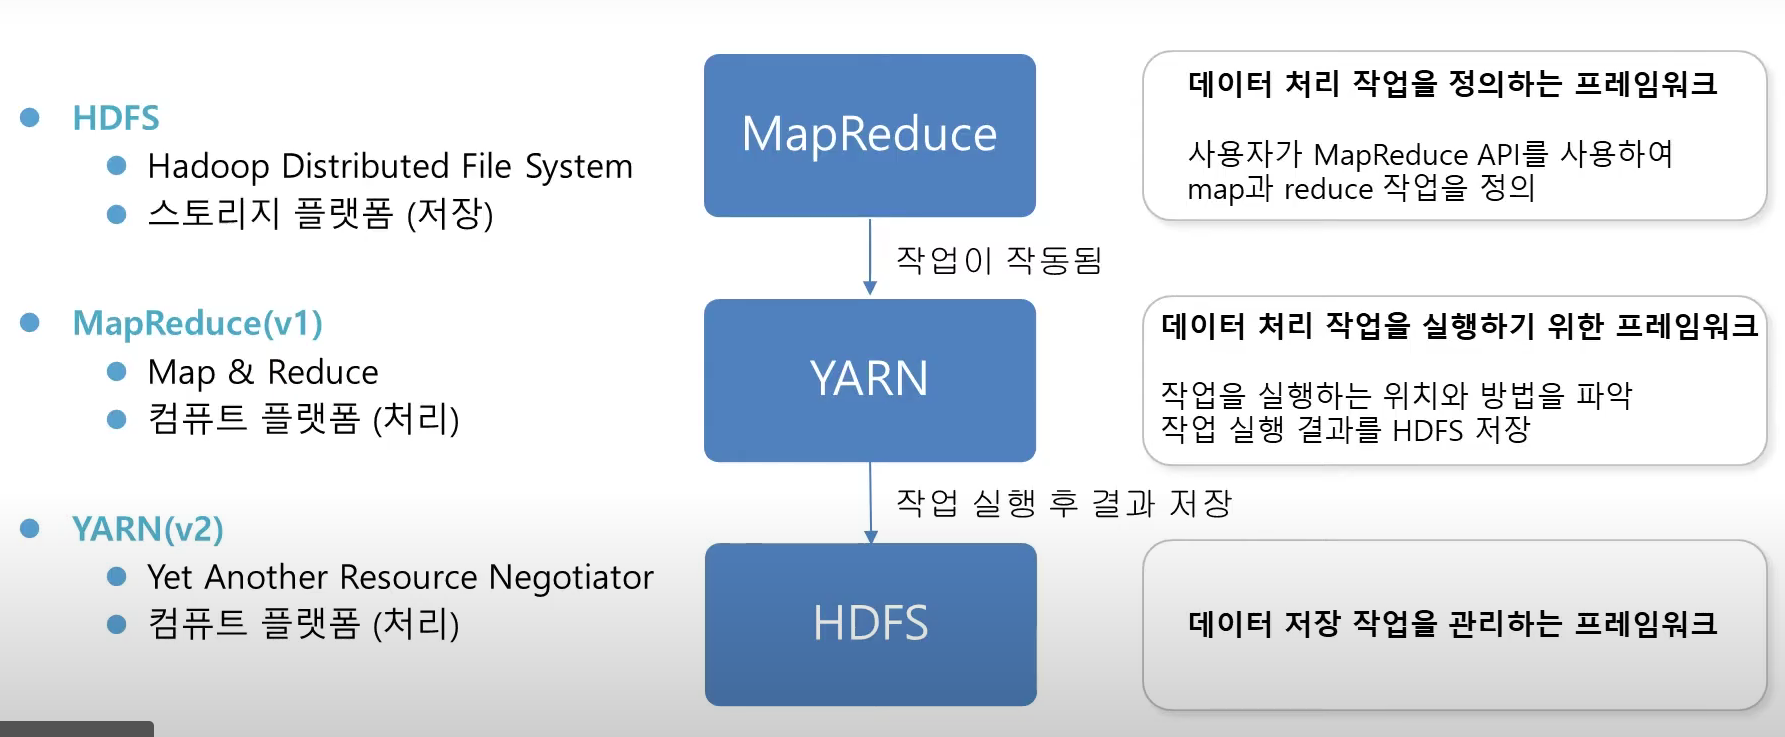 HDFS
Hadoop Distributed File System
스토리지 플랫폼 (저장)
MapReduce(v1)
Map & Reduce
컴퓨트 플랫폼 (처리)
YARN(v2)
Yet Another Resource Negotiator
컴퓨트 플랫폼 (처리)
MapReduce
작업이 작동됨
YARN
작업 실행 후 결과 저장
HDFS
데이터 처리 작업을 정의하는 프레임워크
사용자가 MapReduce API를 사용하여
map과 reduce 작업을 정의
데이터 처리 작업을 실행하기 위한 프레임워크
작업을 실행하는 위치와 방법을 파악
작업 실행 결과를 HDFS 저장
데이터 저장 작업을 관리하는 프레임워크